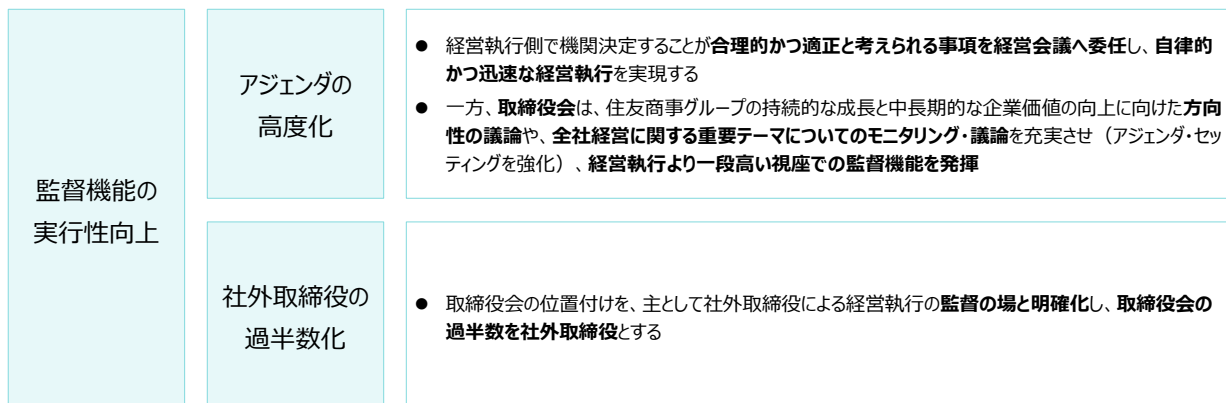 監督機能の
実行性向上
アジェンダの
高度化
● 経営執行側で機関決定することが合理的かつ適正と考えられる事項を経営会議へ委任し、自律的
かつ迅速な経営執行を実現する
● 一方、取締役会は、住友商事グループの持続的な成長と中長期的な企業価値の向上に向けた方向
性の議論や、全社経営に関する重要テーマについてのモニタリング・議論を充実させ（アジェンダ・セッ
ティングを強化）、経営執行より一段高い視座での監督機能を発揮
社外取締役の
過半数化
● 取締役会の位置付けを、主として社外取締役による経営執行の監督の場と明確化し、取締役会の
過半数を社外取締役とする